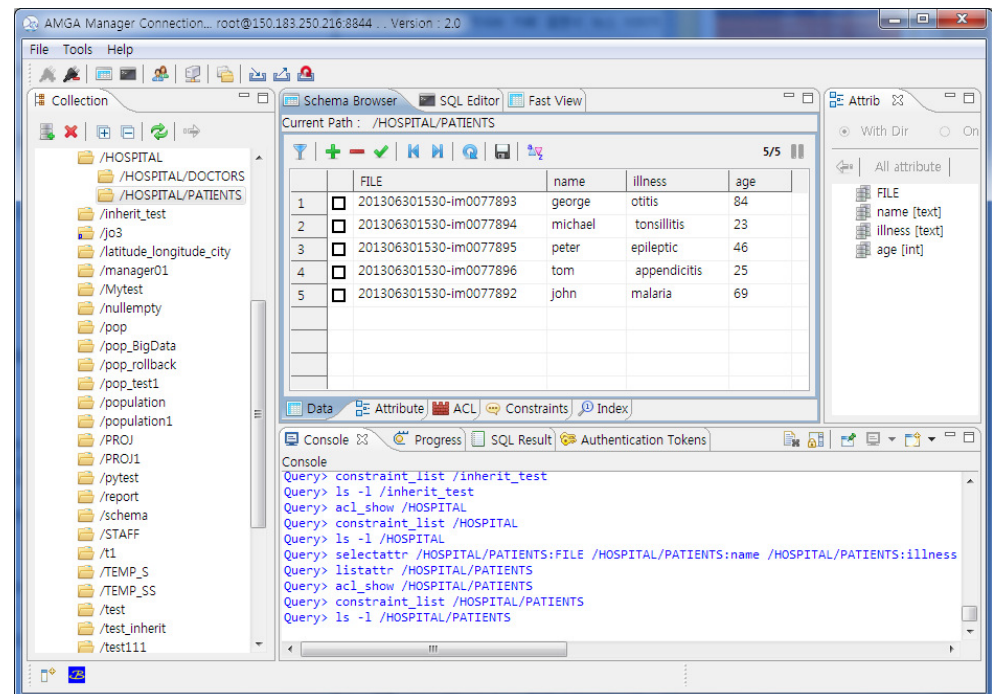 AMGA Manager Connection... root@150.183.250.216:8844 . . Version : 2.0
File Tools Help
Collection
/HOSPITAL
/HOSPITAL/DOCTORS
/HOSPITAL/PATIENTS
/inherit_test
/jo3
/latitude_longitude_city
/manager01
/Mytest
/nullempty
/pop
/pop_BigData
/pop_rollback
/pop_test1
/population
/population1
/PROJ
/PROJ1
/pytest
/report
/schema
/STAFF
/t1
/TEMP_S
/TEMP_SS
/test
/test_inherit
/test111
Schema Browser SQL Editor Fast View
Current Path : /HOSPITAL/PATIENTS
5/5
FILE name illness age
1 201306301530-im0077893 george otitis 84
2 201306301530-im0077894 michael tonsillitis 23
3 201306301530-im0077895 peter epileptic 46
4 201306301530-im0077896 tom appendicitis 25
5 201306301530-im0077892 john malaria 69
Data Attribute ACL Constraints Index
Attrib
With Dir On
All attribute
FILE
name [text]
illness [text]
age [int]
Console Progress SQL Result Authentication Tokens
Console
Query> constraint_list /inherit_test
Query> ls -l /inherit_test
Query> acl_show /HOSPITAL
Query> constraint_list /HOSPITAL
Query> ls -l /HOSPITAL
Query> selectattr /HOSPITAL/PATIENTS:FILE /HOSPITAL/PATIENTS:name /HOSPITAL/PATIENTS:illness
Query> listattr /HOSPITAL/PATIENTS
Query> acl_show /HOSPITAL/PATIENTS
Query> constraint_list /HOSPITAL/PATIENTS
Query> ls -l /HOSPITAL/PATIENTS